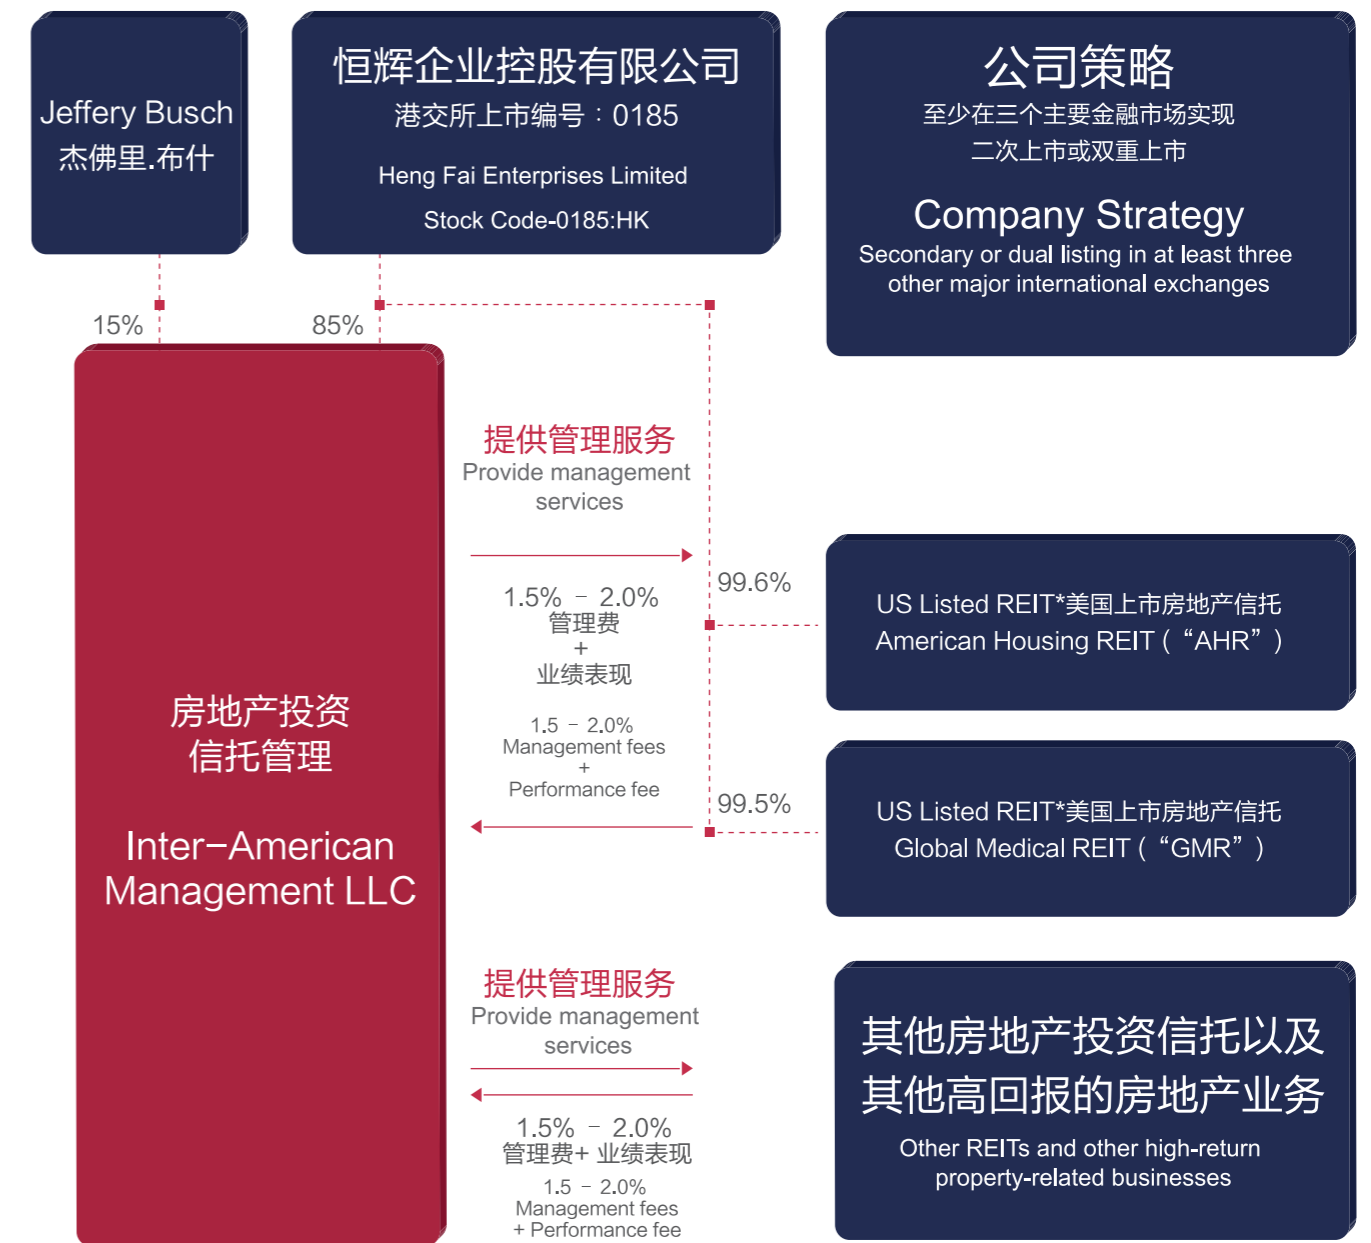 Jeffery Busch
杰佛里.布什
恒辉企业控股有限公司
港交所上市编号：0185
Heng Fai Enterprises Limited
Stock Code-0185:HK
公司策略
至少在三个主要金融市场实现
二次上市或双重上市
Company Strategy
Secondary or dual listing in at least three
other major international exchanges
15%
85%
房地产投资
信托管理
Inter-American
Management LLC
提供管理服务
Provide management
services
1.5% - 2.0%
管理费
+
业绩表现
1.5 - 2.0%
Management fees
+
Performance fee
99.6%
US Listed REIT*美国上市房地产信托
American Housing REIT (“AHR”)
99.5%
US Listed REIT*美国上市房地产信托
Global Medical REIT (“GMR”)
提供管理服务
Provide management
services
1.5% - 2.0%
管理费+ 业绩表现
1.5 - 2.0%
Management fees
+ Performance fee
其他房地产投资信托以及
其他高回报的房地产业务
Other REITs and other high-return
property-related businesses